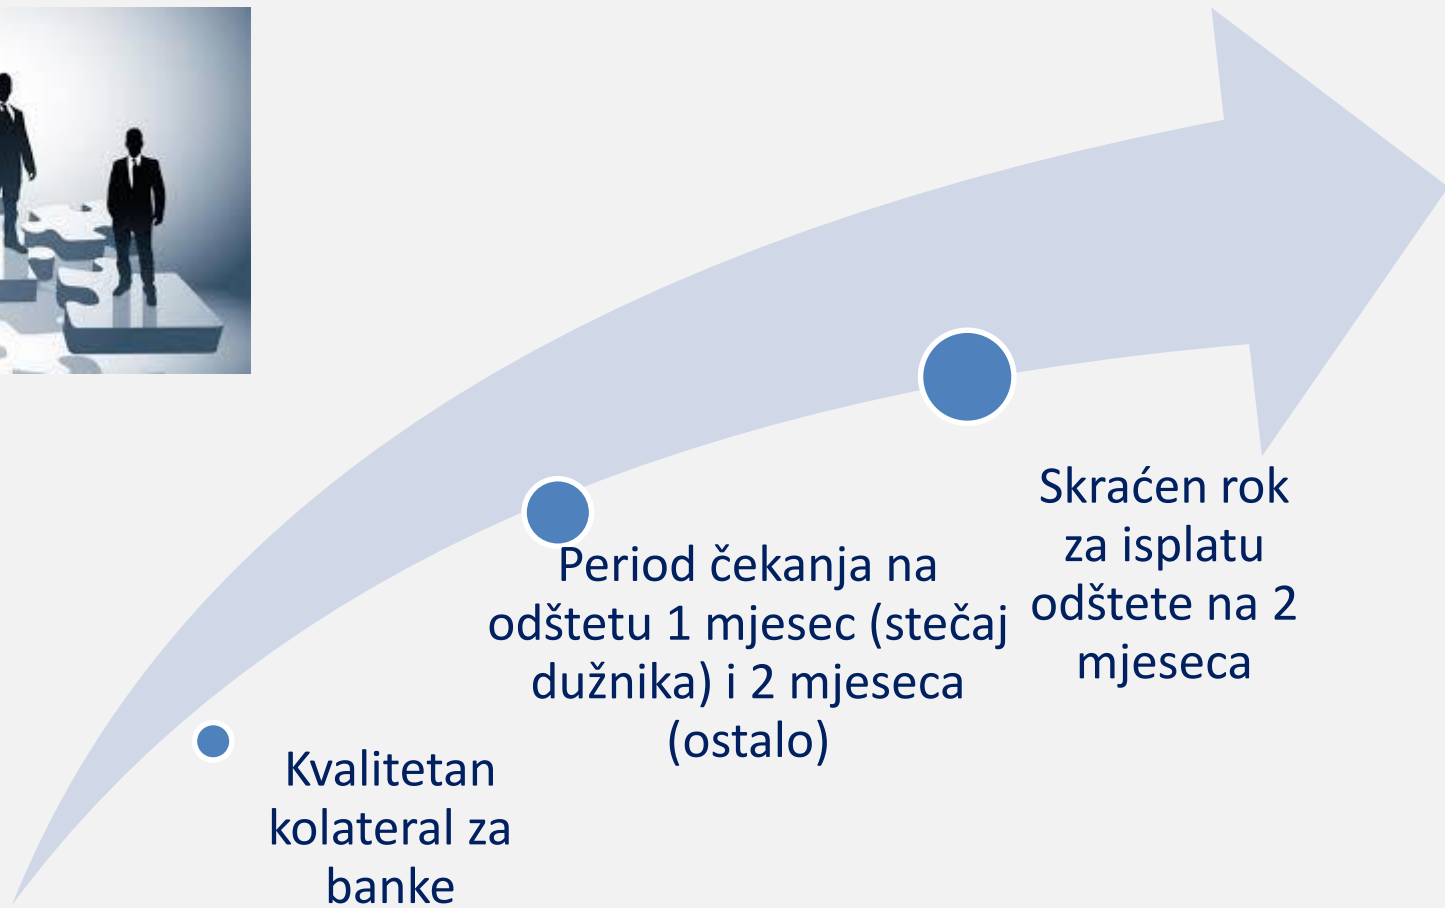 Kvalitetan
kolateral za
banke
Period čekanja na
odštetu 1 mjesec (stečaj
dužnika) i 2 mjeseca
(ostalo)
Skraćen rok
za isplatu
odštete na 2
mjeseca